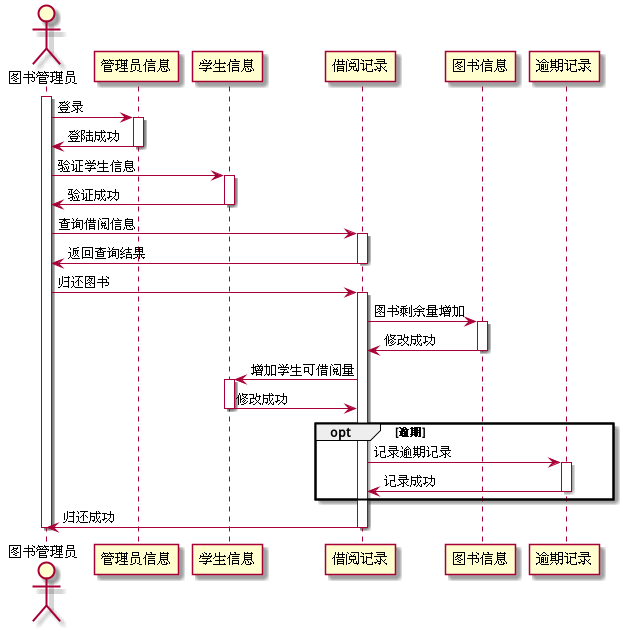 图书管理员
管理员信息 学生信息 借阅记录 图书信息 逾期记录
登录
登陆成功
验证学生信息
验证成功
查询借阅信息
返回查询结果
归还图书
图书剩余量增加
修改成功
增加学生可借阅量
修改成功
opt [逾期]
记录逾期记录
记录成功
归还成功
图书管理员
管理员信息 学生信息 借阅记录 图书信息 逾期记录